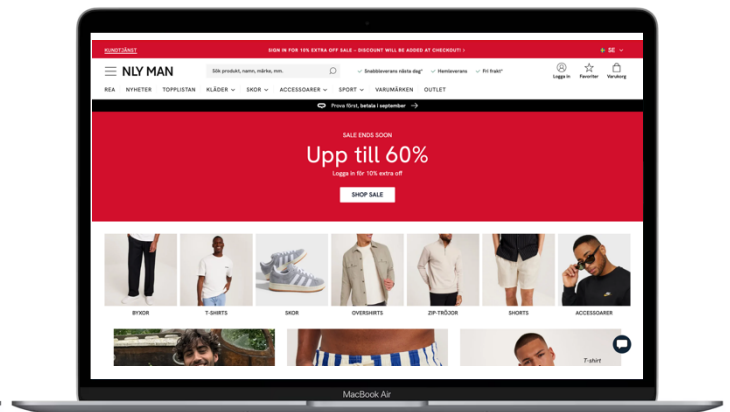 KUNDTJÄNST
SIGN IN FOR 10% EXTRA OFF SALE – DISCOUNT WILL BE ADDED AT CHECKOUT! >
SE
NLY MAN
Sök produkt, namn, märke, mm.
Snabbleverans nästa dag*
Hemleverans
Fri frakt*
Logga in
Favoriter
Varukorg
REA NYHETER TOPPLISTAN KLÄDER SKOR ACCESSOARER SPORT VARUMÄRKEN OUTLET
Prova först, betala i september →
SALE ENDS SOON
Upp till 60%
Logga in för 10% extra off
SHOP SALE
BYXOR T-SHIRTS SKOR OVERSHIRTS ZIP-TRÖJOR SHORTS ACCESSOARER
T-shirt
MacBook Air